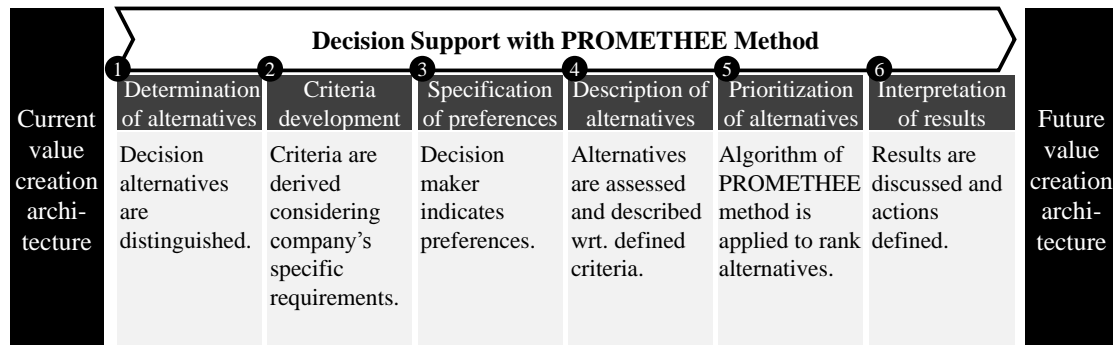 Decision Support with PROMETHEE Method
Current
value
creation
archi-
tecture
1
Determination
of alternatives
Decision
alternatives
are
distinguished.
2
Criteria
development
Criteria are
derived
considering
company’s
specific
requirements.
3
Specification
of preferences
Decision
maker
indicates
preferences.
4
Description of
alternatives
Alternatives
are assessed
and described
wrt. defined
criteria.
5
Prioritization
of alternatives
Algorithm of
PROMETHEE
method is
applied to rank
alternatives.
6
Interpretation
of results
Results are
discussed and
actions
defined.
Future
value
creation
archi-
tecture